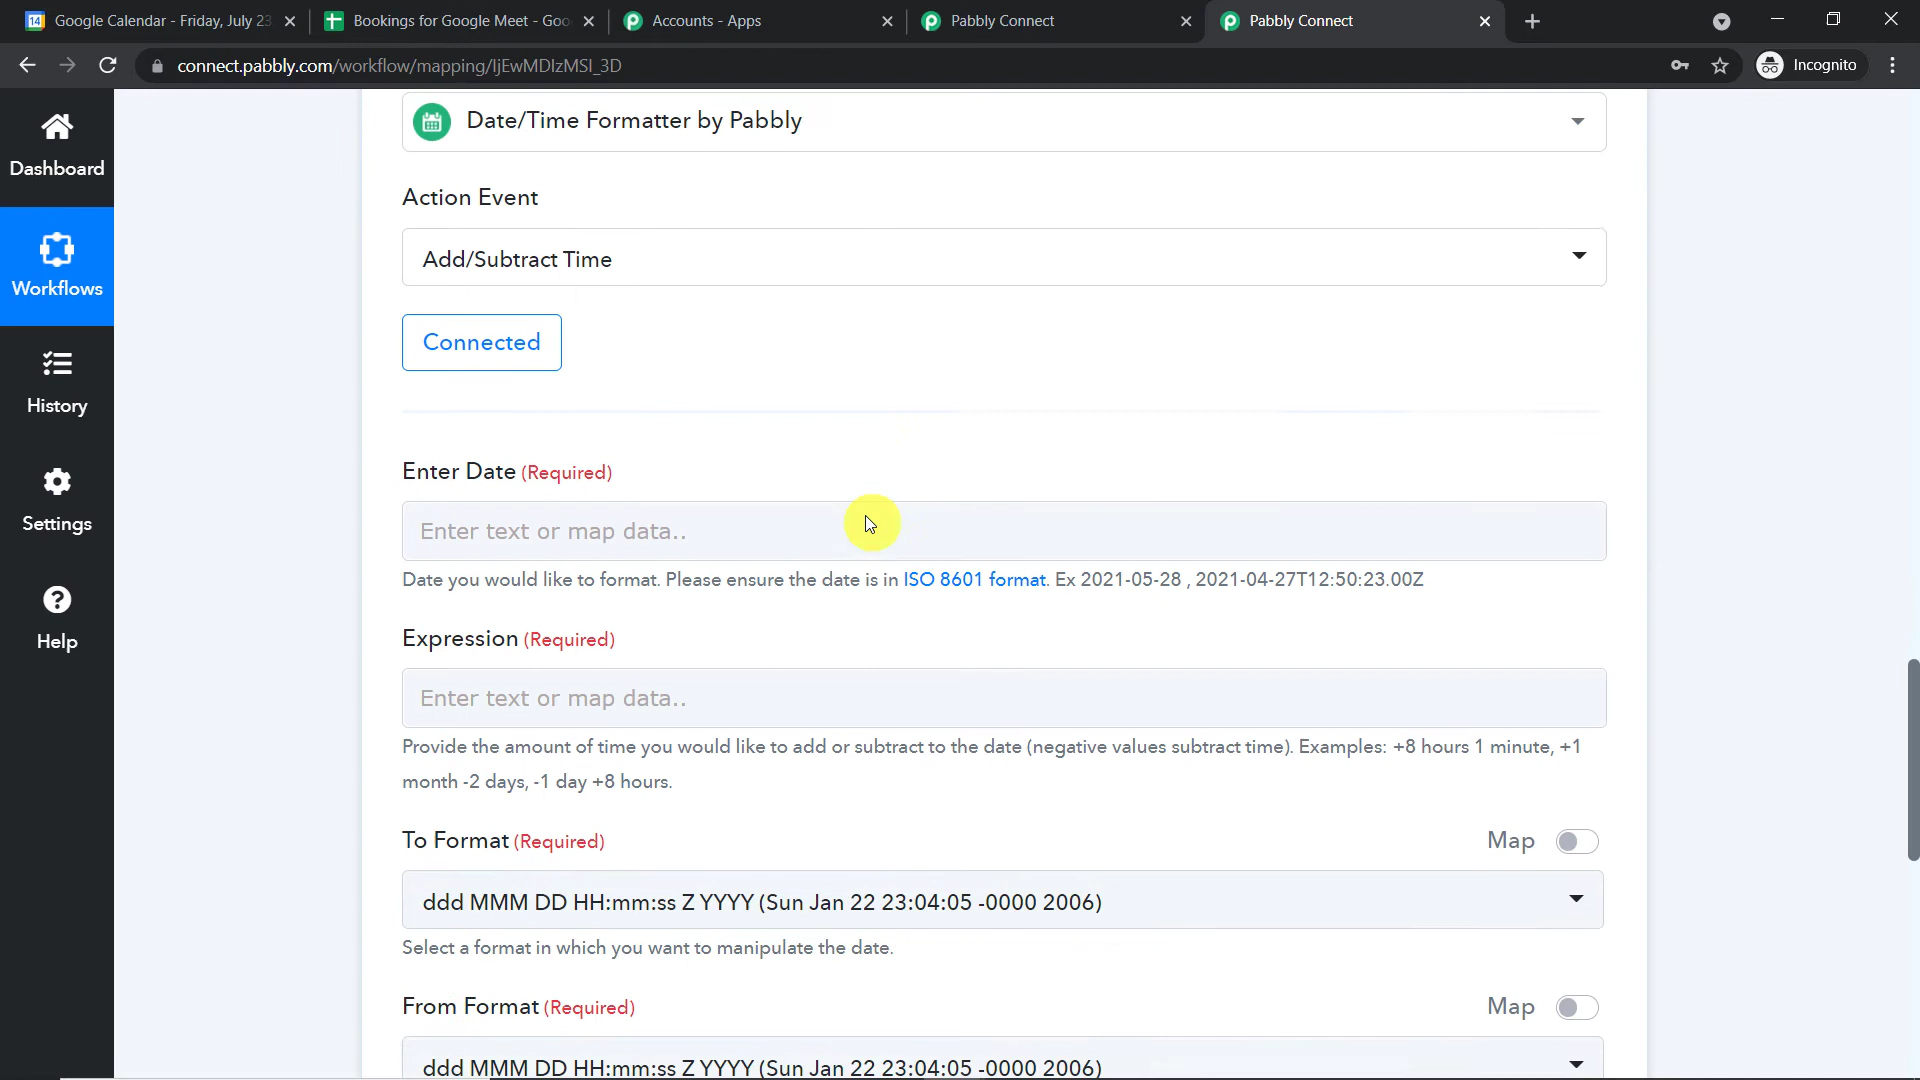 Google Calendar - Friday, July 23
Bookings for Google Meet - Goo
Accounts - Apps
Pabbly Connect
Pabbly Connect
connect.pabbly.com/workflow/mapping/IjEwMDIzMSI_3D
Incognito
Dashboard
Workflows
History
Settings
Help
Date/Time Formatter by Pabbly
Action Event
Add/Subtract Time
Connected
Enter Date (Required)
Enter text or map data..
Date you would like to format. Please ensure the date is in ISO 8601 format. Ex 2021-05-28 , 2021-04-27T12:50:23.00Z
Expression (Required)
Enter text or map data..
Provide the amount of time you would like to add or subtract to the date (negative values subtract time). Examples: +8 hours 1 minute, +1
month -2 days, -1 day +8 hours.
To Format (Required)
Map
ddd MMM DD HH:mm:ss Z YYYY (Sun Jan 22 23:04:05 -0000 2006)
Select a format in which you want to manipulate the date.
From Format (Required)
Map
ddd MMM DD HH:mm:ss Z YYYY (Sun Jan 22 23:04:05 -0000 2006)